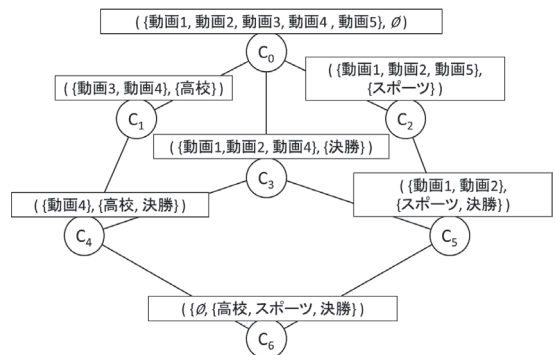 ( {動画1, 動画2, 動画3, 動画4 , 動画5}, ∅ )
C0
( {動画3, 動画4}, {高校} )
( {動画1, 動画2, 動画5},
{スポーツ} )
C1
C2
( {動画1,動画2, 動画4}, {決勝} )
C3
( {動画4}, {高校, 決勝} )
( {動画1, 動画2},
{スポーツ, 決勝} )
C4
C5
( {∅, {高校, スポーツ, 決勝} )
C6